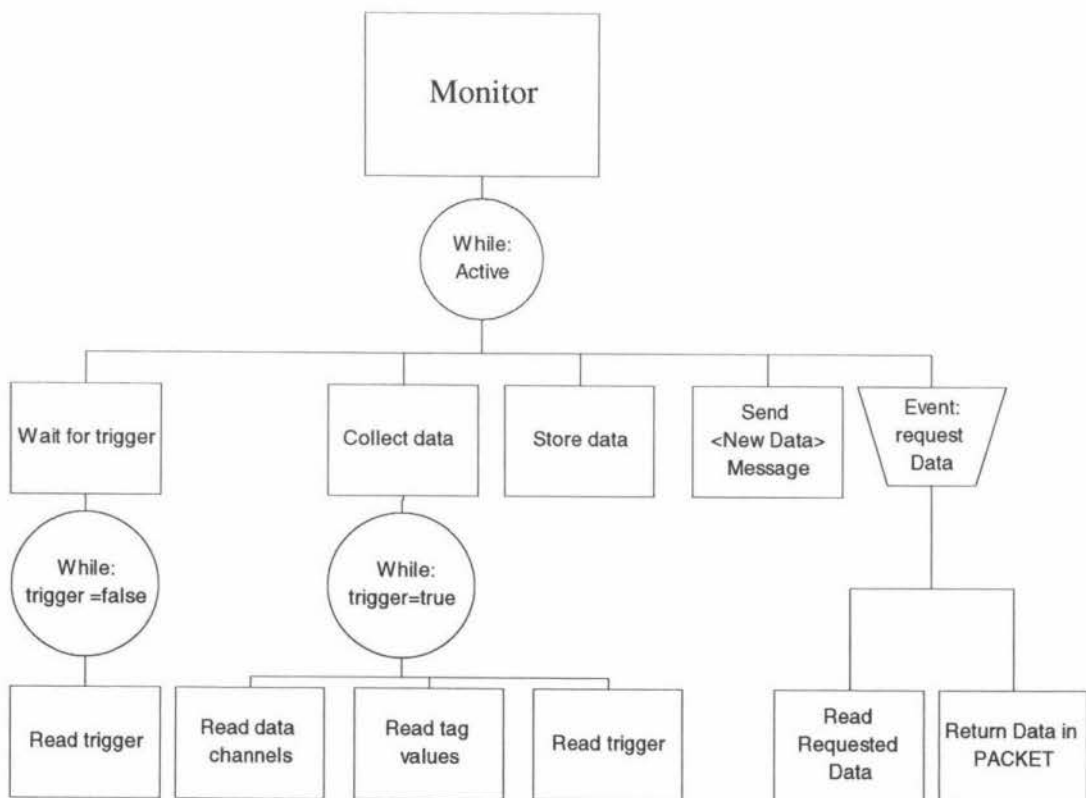 Monitor
While:
Active
Wait for trigger
Collect data
Store data
Send
<New Data>
Message
Event:
request
Data
While:
trigger =false
While:
trigger=true
Read trigger
Read data
channels
Read tag
values
Read trigger
Read
Requested
Data
Return Data in
PACKET